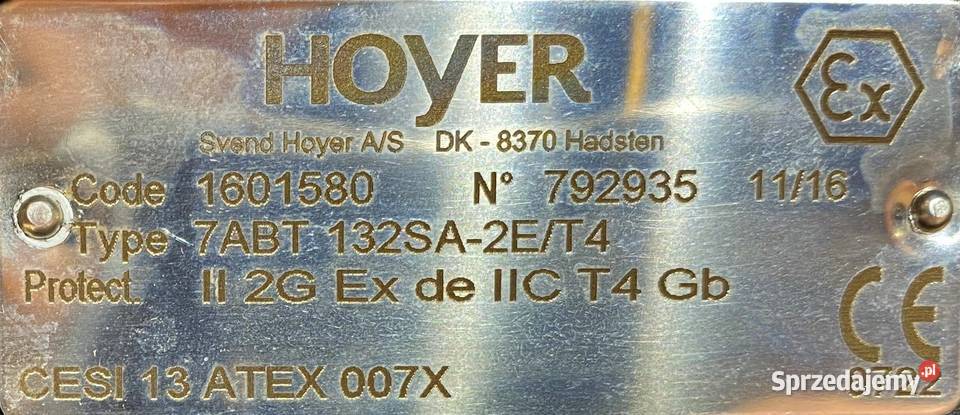 HOYER
Ex
Svend Hoyer A/S DK - 8370 Hadsten
Code 1601580 N° 792935 11/16
Type 7ABT 132SA-2E/T4
Protect. II 2G Ex de IIC T4 Gb
CE
CESI 13 ATEX 007X
Sprzedajemy.pl